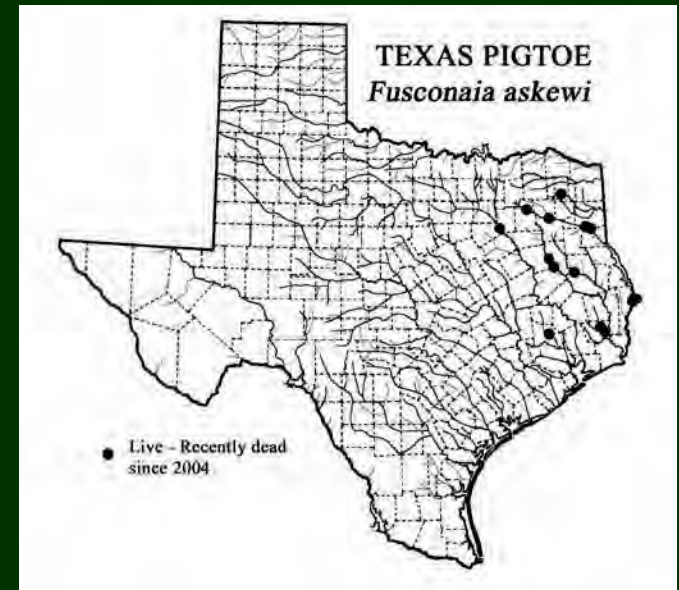 TEXAS PIGTOE
Fusconaia askewi
Live - Recently dead
since 2004